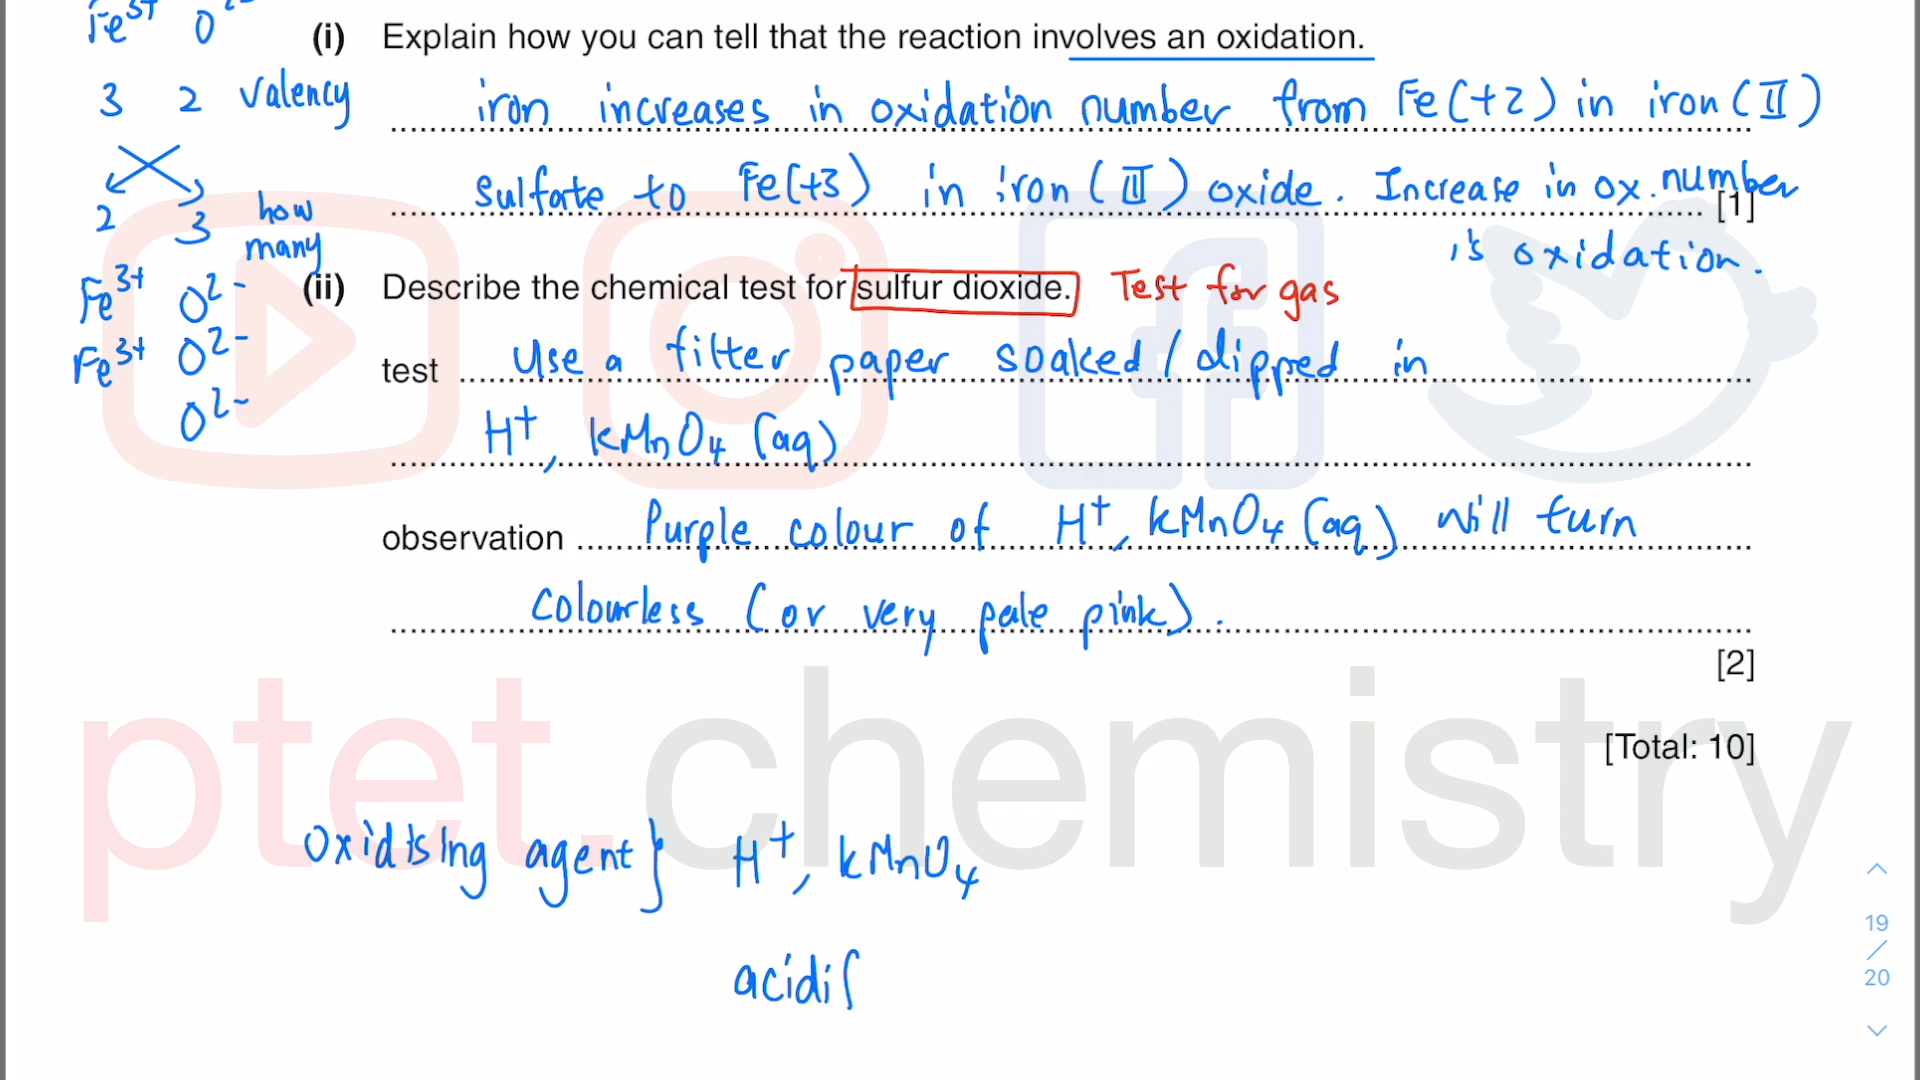 Fe3+ O2-
(i) Explain how you can tell that the reaction involves an oxidation.
3 2 valency
iron increases in oxidation number from Fe(+2) in iron (II)
sulfate to Fe(+3) in iron (III) oxide. Increase in ox. number
[1]
is oxidation.
2 3 how many
Fe3+ O2-
Fe3+ O2-
O2-
(ii) Describe the chemical test for sulfur dioxide. Test for gas
test Use a filter paper soaked / dipped in
H+, KMnO4 (aq)
observation Purple colour of H+, KMnO4 (aq) will turn
colourless (or very pale pink).
[2]
[Total: 10]
ptet.chemistry
oxidising agent } H+, KMnO4
acidif
19
/
20